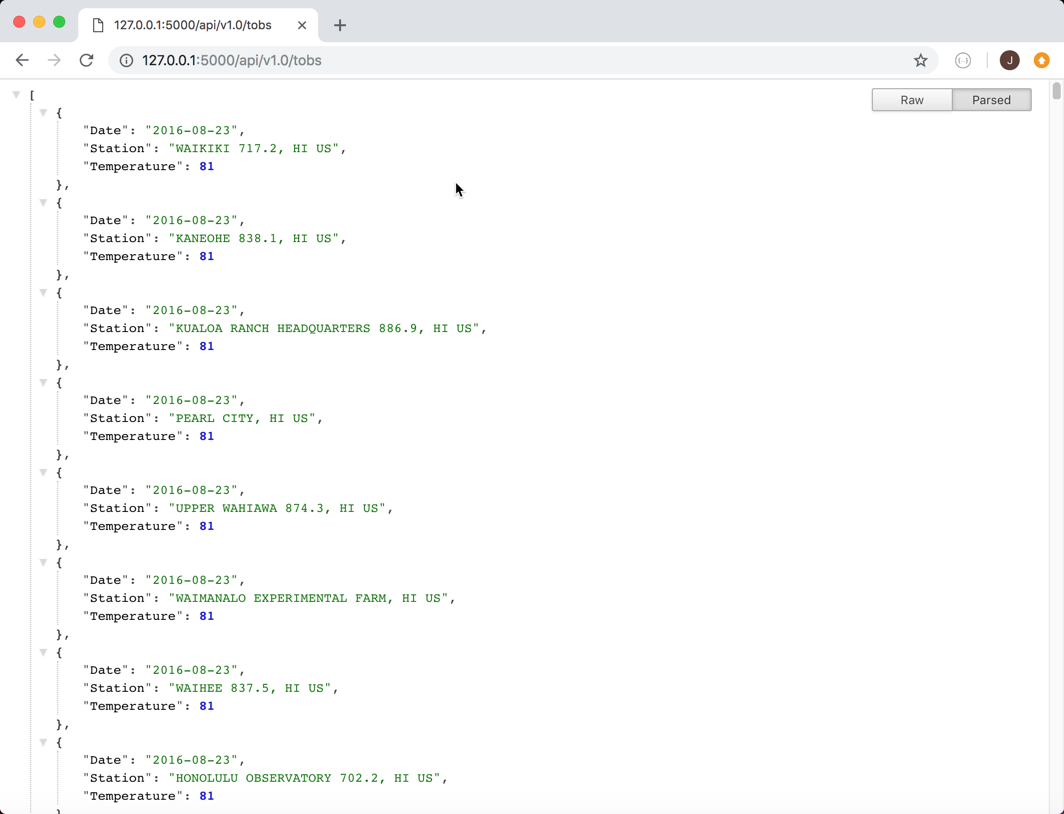 127.0.0.1:5000/api/v1.0/tobs
127.0.0.1:5000/api/v1.0/tobs
J
Raw Parsed
[
{
"Date": "2016-08-23",
"Station": "WAIKIKI 717.2, HI US",
"Temperature": 81
},
{
"Date": "2016-08-23",
"Station": "KANEOHE 838.1, HI US",
"Temperature": 81
},
{
"Date": "2016-08-23",
"Station": "KUALOA RANCH HEADQUARTERS 886.9, HI US",
"Temperature": 81
},
{
"Date": "2016-08-23",
"Station": "PEARL CITY, HI US",
"Temperature": 81
},
{
"Date": "2016-08-23",
"Station": "UPPER WAHIAWA 874.3, HI US",
"Temperature": 81
},
{
"Date": "2016-08-23",
"Station": "WAIMANALO EXPERIMENTAL FARM, HI US",
"Temperature": 81
},
{
"Date": "2016-08-23",
"Station": "WAIHEE 837.5, HI US",
"Temperature": 81
},
{
"Date": "2016-08-23",
"Station": "HONOLULU OBSERVATORY 702.2, HI US",
"Temperature": 81